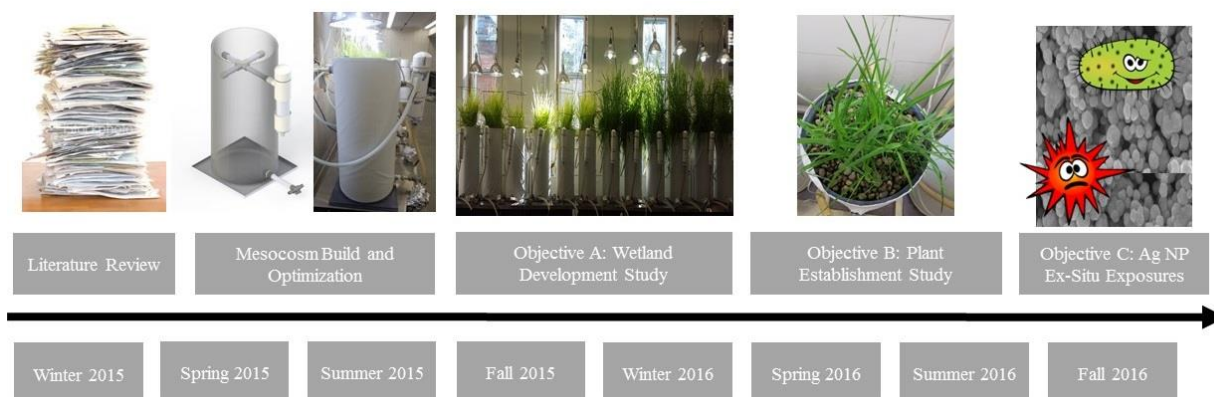 Literature Review
Mesocosm Build and
Optimization
Objective A: Wetland
Development Study
Objective B: Plant
Establishment Study
Objective C: Ag NP
Ex-Situ Exposures
Winter 2015
Spring 2015
Summer 2015
Fall 2015
Winter 2016
Spring 2016
Summer 2016
Fall 2016